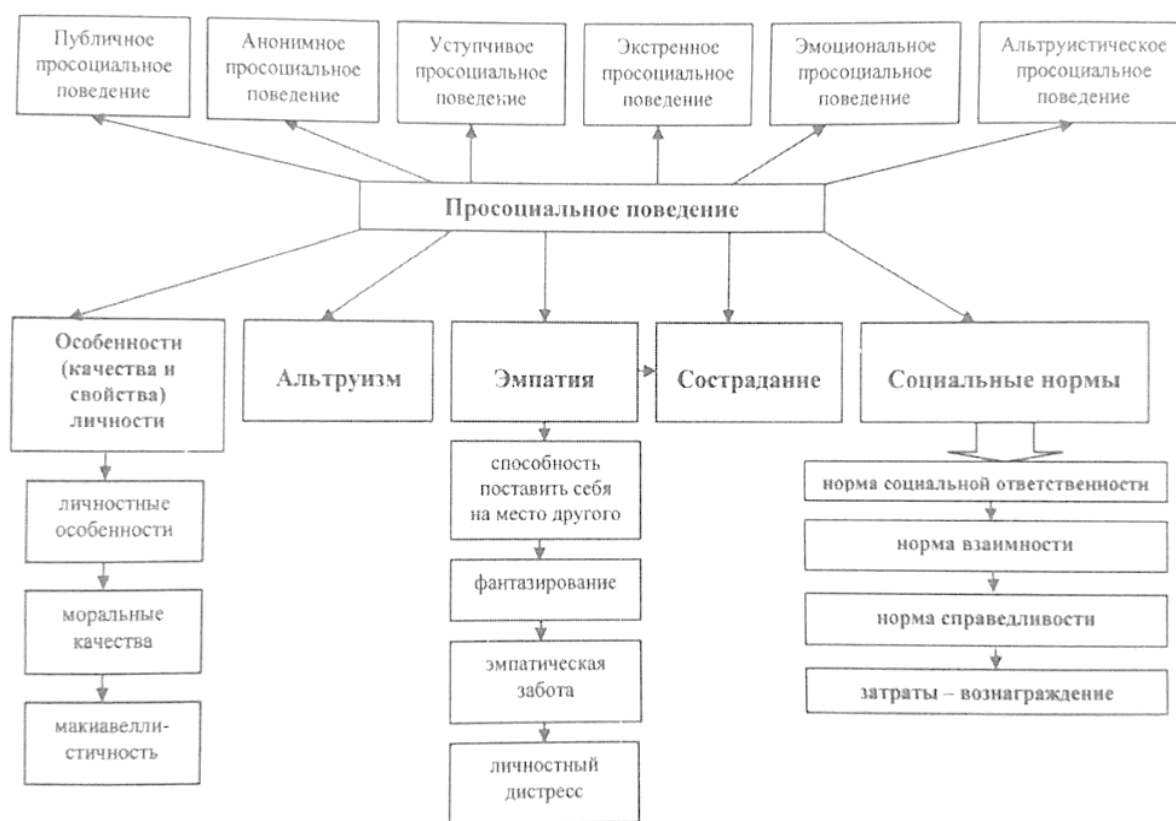 Публичное
просоциальное
поведение
Анонимное
просоциальное
поведение
Уступчивое
просоциальное
поведение
Экстренное
просоциальное
поведение
Эмоциональное
просоциальное
поведение
Альтруистическое
просоциальное
поведение
Просоциальное поведение
Особенности
(качества и
свойства)
личности
Альтруизм
Эмпатия
Сострадание
Социальные нормы
личностные
особенности
моральные
качества
макиавелли-
стичность
способность
поставить себя
на место другого
фантазирование
эмпатическая
забота
личностный
дистресс
норма социальной ответственности
норма взаимности
норма справедливости
затраты – вознаграждение